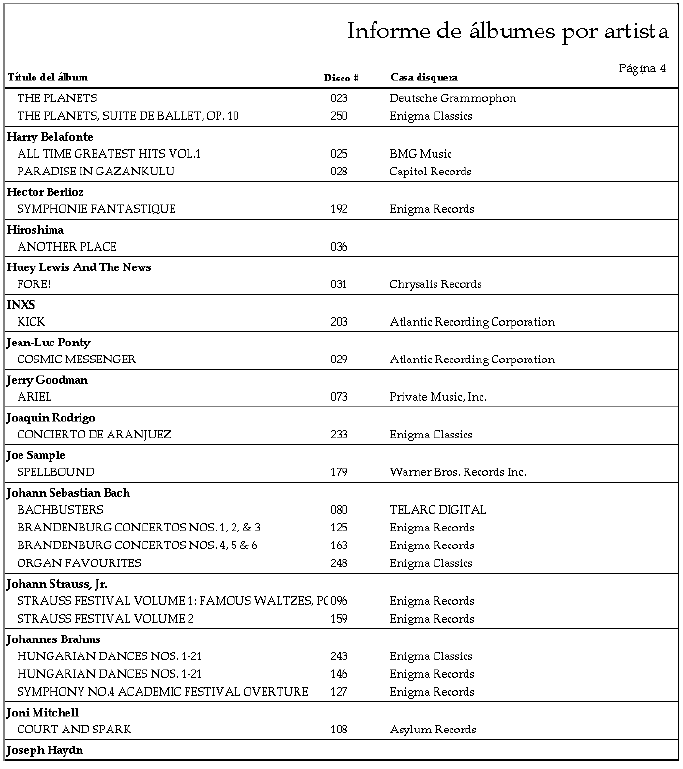 Informe de álbumes por artista
Página 4
Título del álbum Disco # Casa disquera
THE PLANETS 023 Deutsche Grammophon
THE PLANETS, SUITE DE BALLET, OP. 10 250 Enigma Classics
Harry Belafonte
ALL TIME GREATEST HITS VOL.1 025 BMG Music
PARADISE IN GAZANKULU 028 Capitol Records
Hector Berlioz
SYMPHONIE FANTASTIQUE 192 Enigma Records
Hiroshima
ANOTHER PLACE 036
Huey Lewis And The News
FORE! 031 Chrysalis Records
INXS
KICK 203 Atlantic Recording Corporation
Jean-Luc Ponty
COSMIC MESSENGER 029 Atlantic Recording Corporation
Jerry Goodman
ARIEL 073 Private Music, Inc.
Joaquin Rodrigo
CONCIERTO DE ARANJUEZ 233 Enigma Classics
Joe Sample
SPELLBOUND 179 Warner Bros. Records Inc.
Johann Sebastian Bach
BACHBUSTERS 080 TELARC DIGITAL
BRANDENBURG CONCERTOS NOS. 1, 2, & 3 125 Enigma Records
BRANDENBURG CONCERTOS NOS. 4, 5 & 6 163 Enigma Records
ORGAN FAVOURITES 248 Enigma Classics
Johann Strauss, Jr.
STRAUSS FESTIVAL VOLUME 1: FAMOUS WALTZES, 096 Enigma Records
STRAUSS FESTIVAL VOLUME 2 159 Enigma Records
Johannes Brahms
HUNGARIAN DANCES NOS. 1-21 243 Enigma Classics
HUNGARIAN DANCES NOS. 1-21 146 Enigma Records
SYMPHONY NO.4 ACADEMIC FESTIVAL OVERTURE 127 Enigma Records
Joni Mitchell
COURT AND SPARK 108 Asylum Records
Joseph Haydn